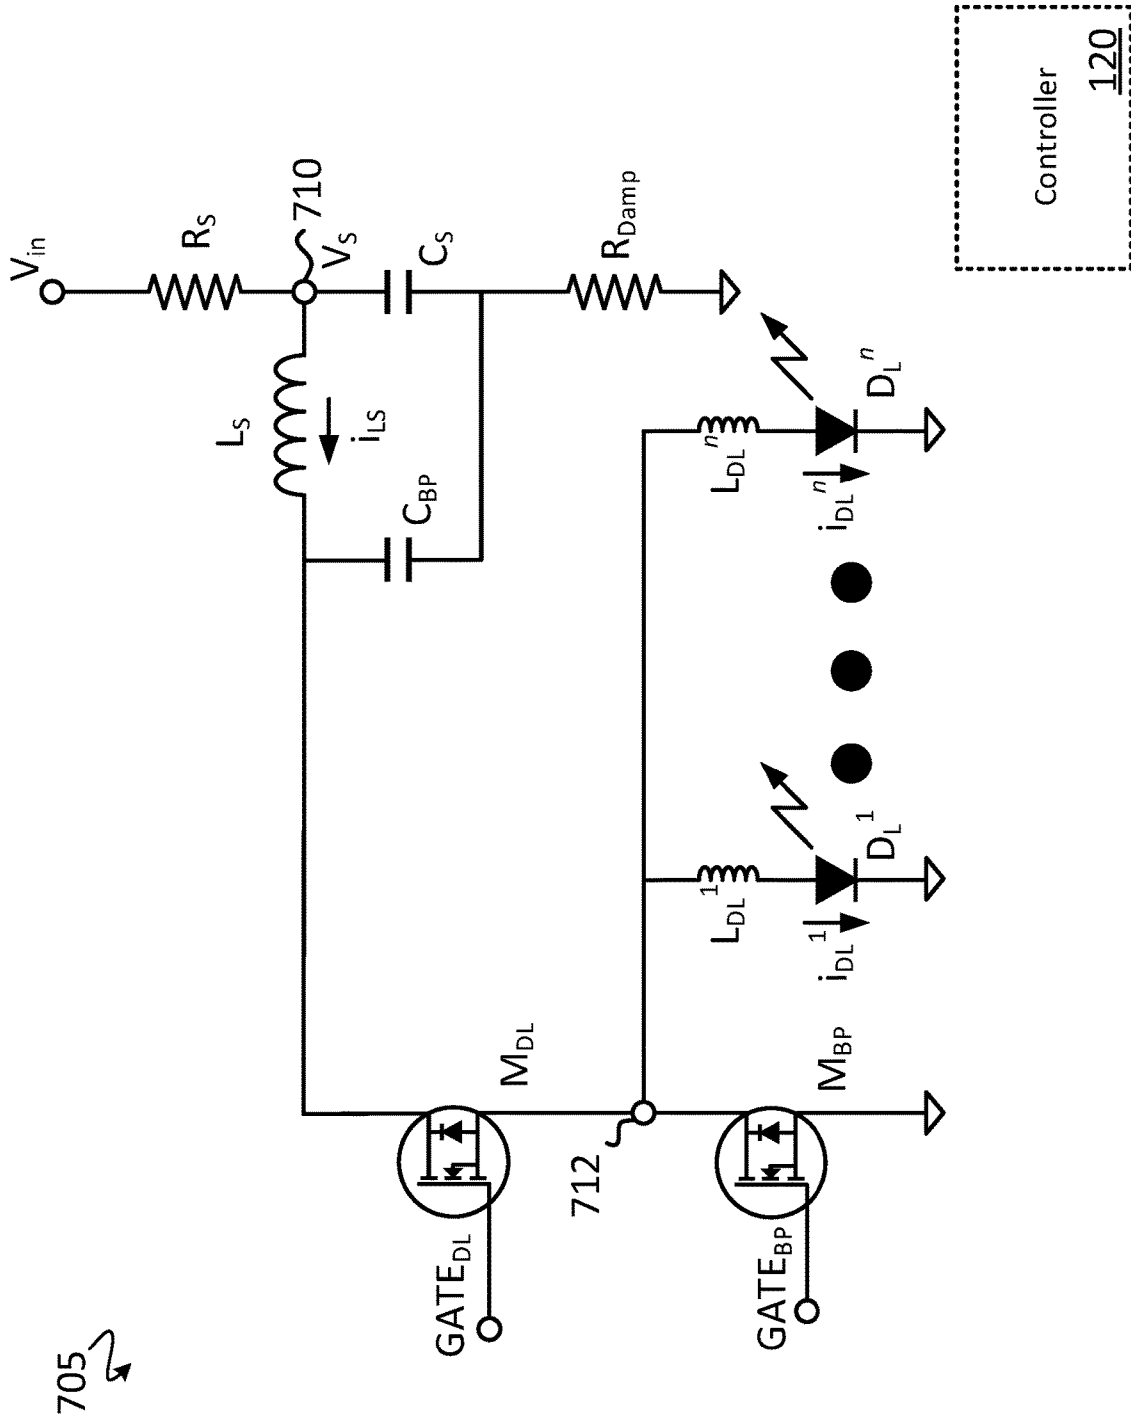 705
V_in
R_S
710
V_S
L_S
i_LS
C_S
C_BP
R_Damp
M_DL
GATE_DL
712
M_BP
GATE_BP
L_DL^1
i_DL^1
D_L^1
L_DL^n
i_DL^n
D_L^n
Controller
120